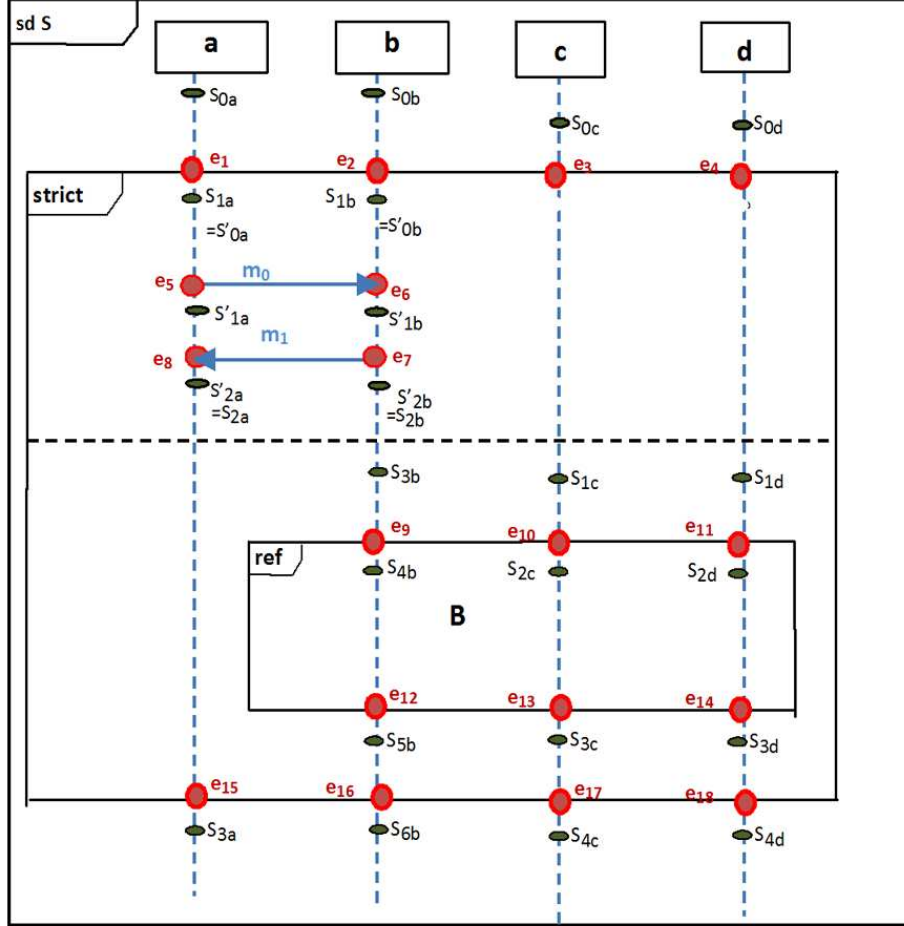 sd S
a b c d
S0a S0b
S0c S0d
e1 e2 e3 e4
strict
S1a S1b
=S'0a =S'0b
m0
e5 e6
S'1a S'1b
m1
e8 e7
S'2a S'2b
=S2a =S2b
S3b S1c S1d
e9 e10 e11
ref
S4b S2c S2d
B
e12 e13 e14
S5b S3c S3d
e15 e16 e17 e18
S3a S6b S4c S4d